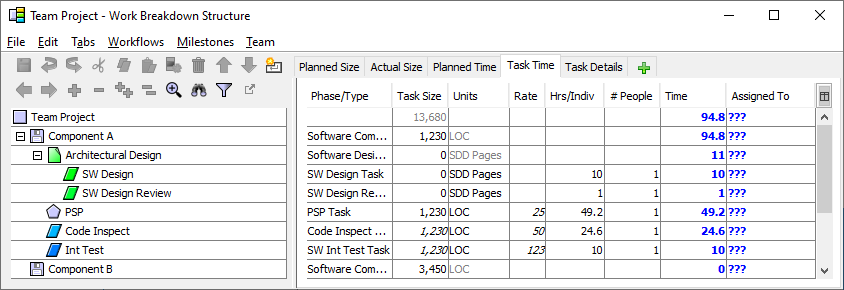 Team Project - Work Breakdown Structure
File Edit Tabs Workflows Milestones Team
Planned Size Actual Size Planned Time Task Time Task Details
Phase/Type Task Size Units Rate Hrs/Indiv # People Time Assigned To
Team Project 13,680 94.8 ???
Component A Software Com... 1,230 LOC 94.8 ???
Architectural Design Software Desi... 0 SDD Pages 11 ???
SW Design SW Design Task 0 SDD Pages 10 1 10 ???
SW Design Review SW Design Re... 0 SDD Pages 1 1 1 ???
PSP PSP Task 1,230 LOC 25 49.2 1 49.2 ???
Code Inspect Code Inspect ... 1,230 LOC 50 24.6 1 24.6 ???
Int Test SW Int Test Task 1,230 LOC 123 10 1 10 ???
Component B Software Com... 3,450 LOC 0 ???